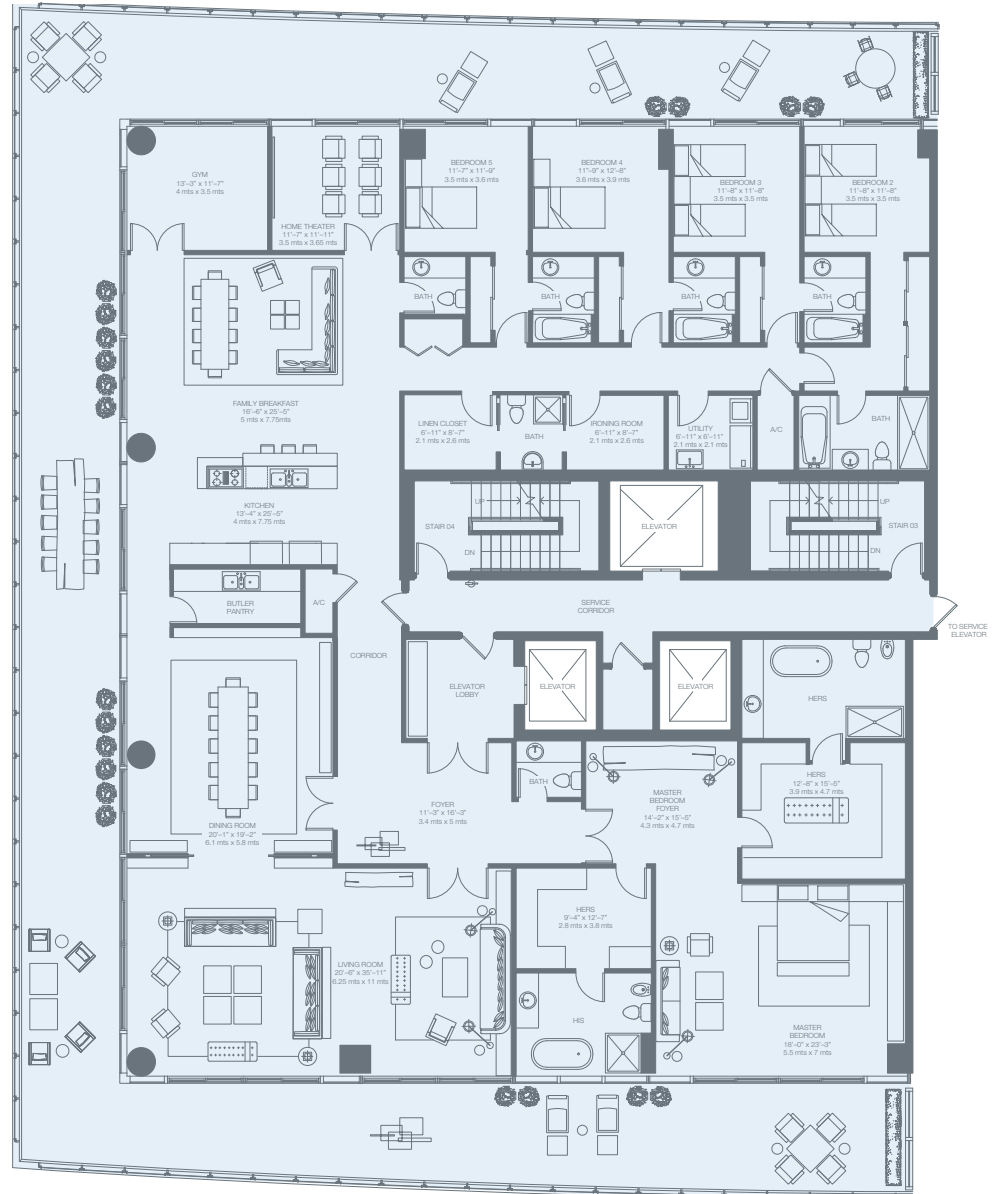 GYM
13'-3" x 11'-7"
4 mts x 3.5 mts
HOME THEATER
11'-7" x 11'-11"
3.5 mts x 3.65 mts
BEDROOM 5
11'-7" x 11'-9"
3.5 mts x 3.6 mts
BEDROOM 4
11'-9" x 12'-8"
3.6 mts x 3.9 mts
BEDROOM 3
11'-8" x 11'-8"
3.5 mts x 3.5 mts
BEDROOM 2
11'-8" x 11'-8"
3.5 mts x 3.5 mts
BATH
BATH
BATH
BATH
FAMILY BREAKFAST
16'-6" x 25'-5"
5 mts x 7.75mts
LINEN CLOSET
6'-11" x 8'-7"
2.1 mts x 2.6 mts
BATH
IRONING ROOM
6'-11" x 8'-7"
2.1 mts x 2.6 mts
UTILITY
6'-11" x 6'-11"
2.1 mts x 2.1 mts
A/C
BATH
KITCHEN
13'-4" x 25'-5"
4 mts x 7.75 mts
UP
STAIR 04
DN
ELEVATOR
UP
STAIR 03
DN
BUTLER
PANTRY
A/C
SERVICE
CORRIDOR
TO SERVICE
ELEVATOR
CORRIDOR
ELEVATOR
LOBBY
ELEVATOR
ELEVATOR
HERS
BATH
MASTER
BEDROOM
FOYER
14'-2" x 15'-5"
4.3 mts x 4.7 mts
HERS
12'-8" x 15'-5"
3.9 mts x 4.7 mts
FOYER
11'-3" x 16'-3"
3.4 mts x 5 mts
DINING ROOM
20'-1" x 19'-2"
6.1 mts x 5.8 mts
HERS
9'-4" x 12'-7"
2.8 mts x 3.8 mts
LIVING ROOM
20'-6" x 35'-11"
6.25 mts x 11 mts
HIS
MASTER
BEDROOM
18'-0" x 23'-3"
5.5 mts x 7 mts